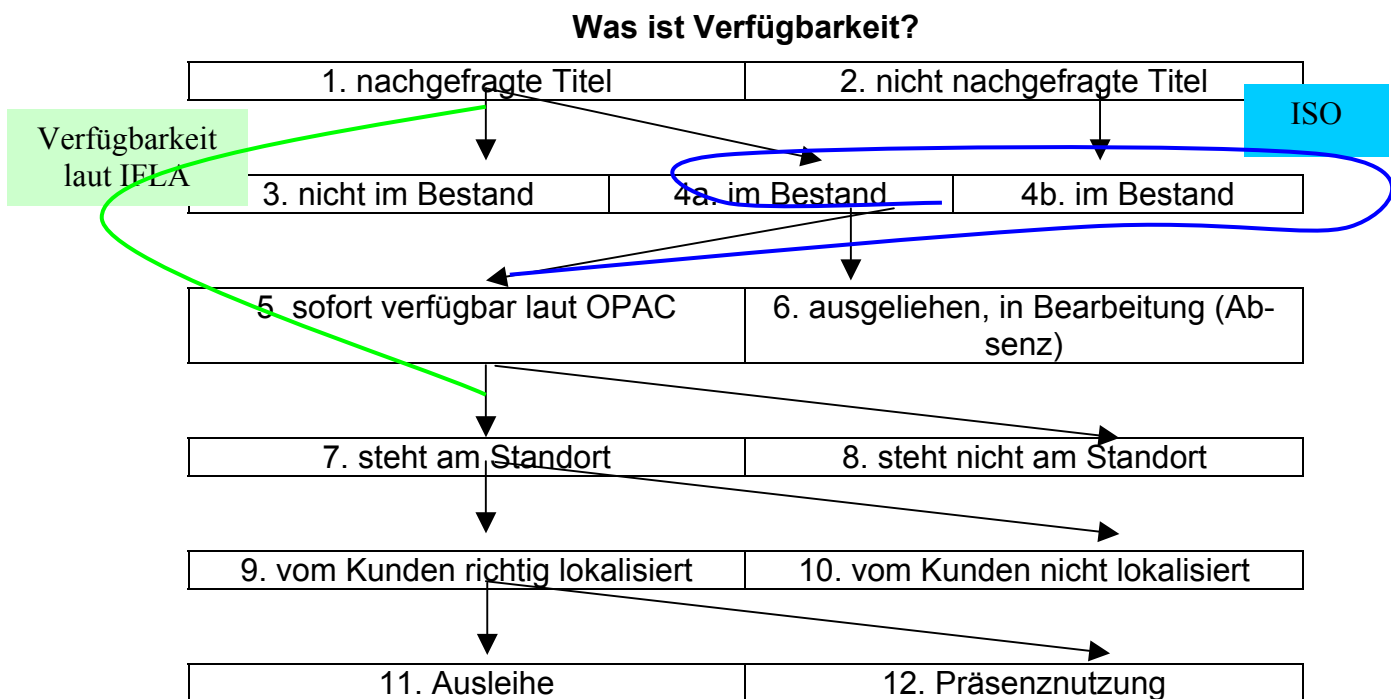 Was ist Verfügbarkeit?
1. nachgefragte Titel
2. nicht nachgefragte Titel
ISO
Verfügbarkeit
laut IFLA
3. nicht im Bestand
4a. im Bestand
4b. im Bestand
5. sofort verfügbar laut OPAC
6. ausgeliehen, in Bearbeitung (Ab-
senz)
7. steht am Standort
8. steht nicht am Standort
9. vom Kunden richtig lokalisiert
10. vom Kunden nicht lokalisiert
11. Ausleihe
12. Präsenznutzung